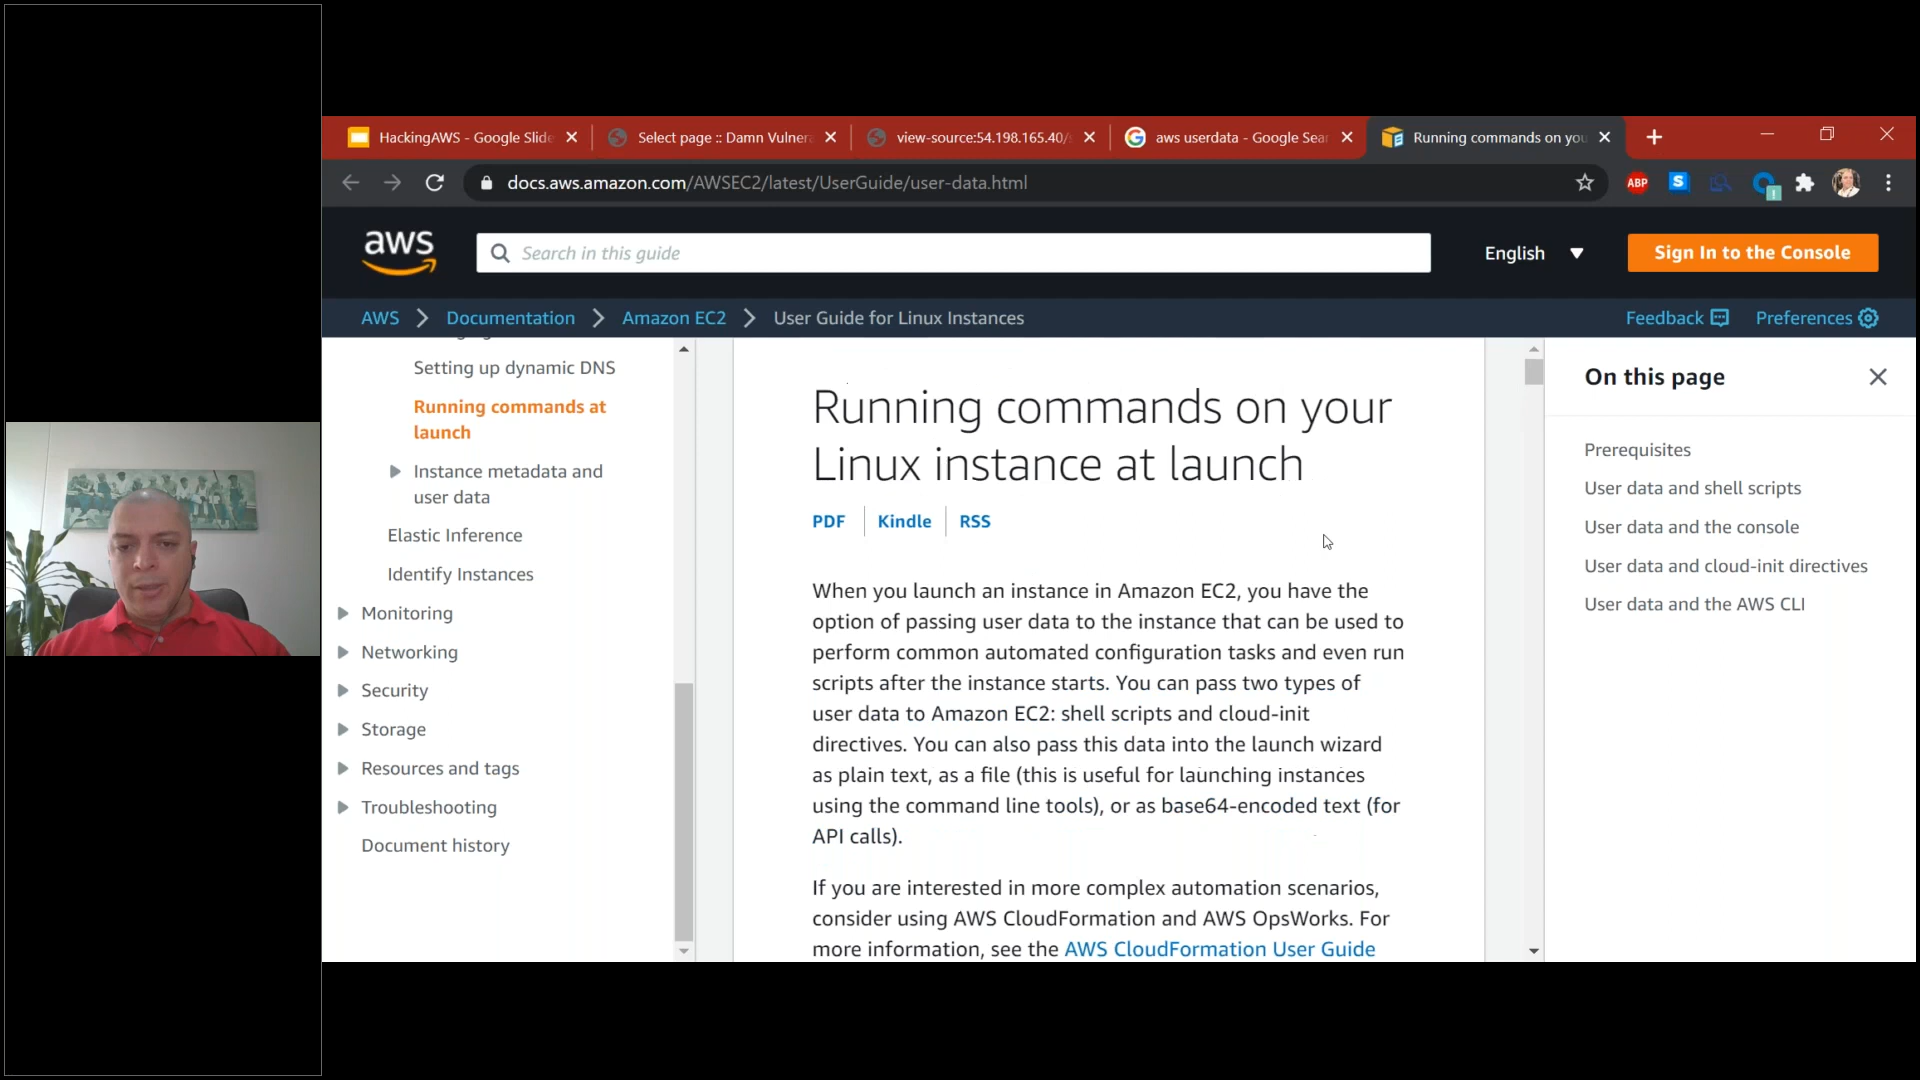 HackingAWS - Google Slide
Select page :: Damn Vulnera
view-source:54.198.165.40/
aws userdata - Google Sear
Running commands on you
docs.aws.amazon.com/AWSEC2/latest/UserGuide/user-data.html
ABP
S
aws
Search in this guide
English
Sign In to the Console
AWS
Documentation
Amazon EC2
User Guide for Linux Instances
Feedback
Preferences
Setting up dynamic DNS
Running commands at
launch
Instance metadata and
user data
Elastic Inference
Identify Instances
Monitoring
Networking
Security
Storage
Resources and tags
Troubleshooting
Document history
Running commands on your
Linux instance at launch
PDF
Kindle
RSS
When you launch an instance in Amazon EC2, you have the
option of passing user data to the instance that can be used to
perform common automated configuration tasks and even run
scripts after the instance starts. You can pass two types of
user data to Amazon EC2: shell scripts and cloud-init
directives. You can also pass this data into the launch wizard
as plain text, as a file (this is useful for launching instances
using the command line tools), or as base64-encoded text (for
API calls).
If you are interested in more complex automation scenarios,
consider using AWS CloudFormation and AWS OpsWorks. For
more information, see the AWS CloudFormation User Guide
On this page
Prerequisites
User data and shell scripts
User data and the console
User data and cloud-init directives
User data and the AWS CLI